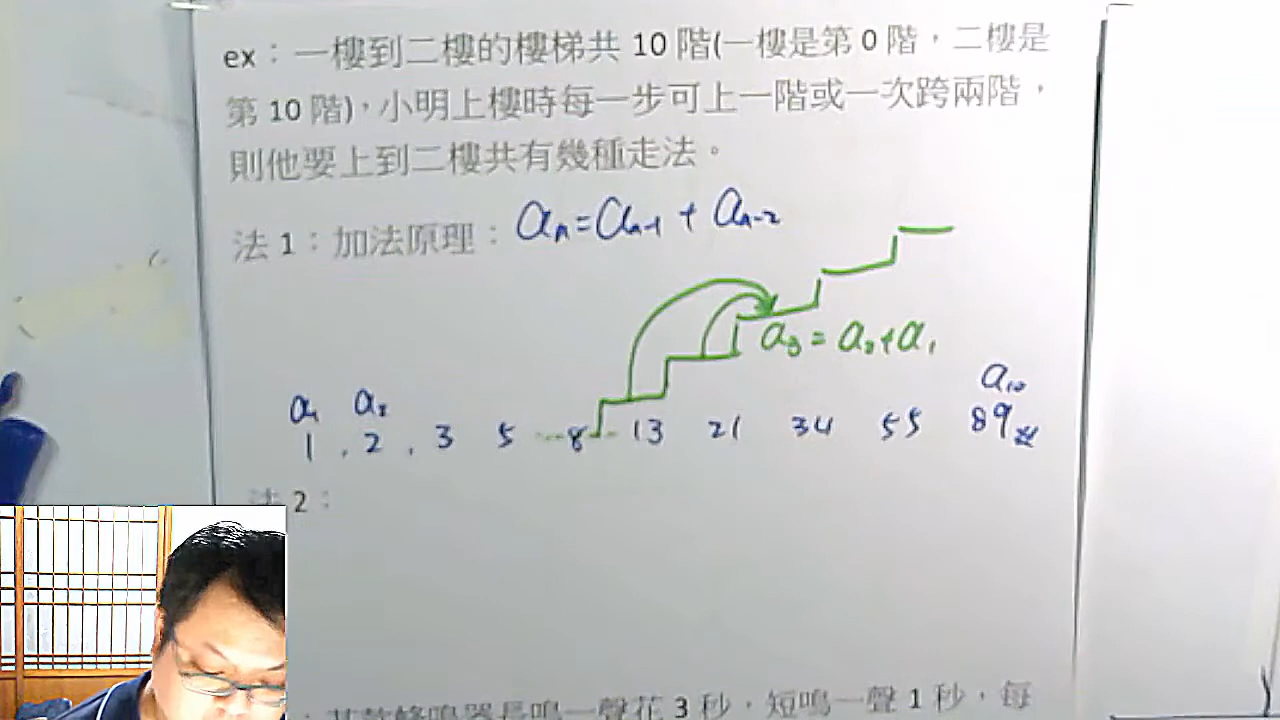 ex：一樓到二樓的樓梯共 10 階(一樓是第 0 階，二樓是
第 10 階)，小明上樓時每一步可上一階或一次跨兩階，
則他要上到二樓共有幾種走法。
法 1：加法原理：aₙ=aₙ₋₁ + aₙ₋₂
a₃ = a₂+a₁
a₁ a₂ a₁₀
1 , 2 , 3 5 8 13 21 34 55 89
法 2：
鳴器長鳴一聲花 3 秒，短鳴一聲 1 秒，每